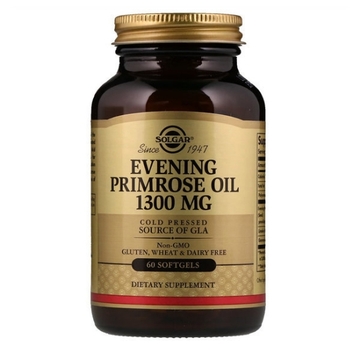 SOLGAR®
Since 1947
EVENING
PRIMROSE OIL
1300 MG
COLD PRESSED
SOURCE OF GLA
Non-GMO
GLUTEN, WHEAT & DAIRY FREE
60 SOFTGELS
DIETARY SUPPLEMENT